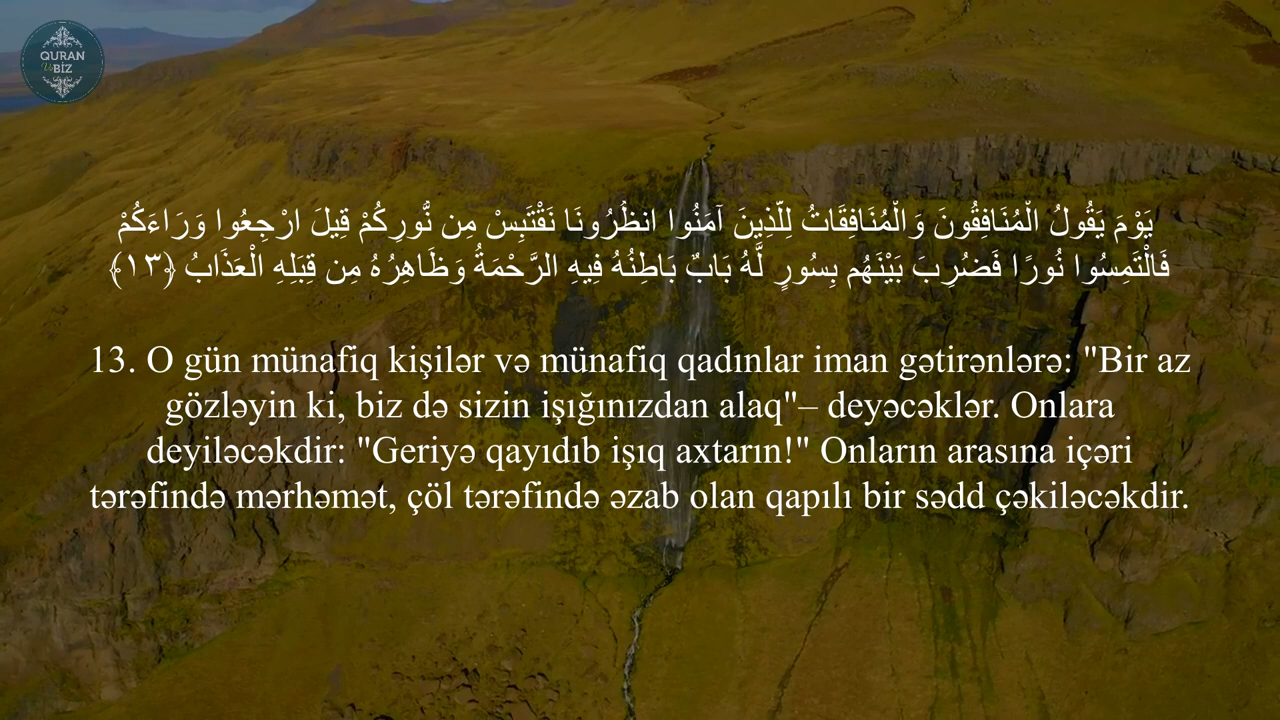 QURAN
Və
BİZ
يَوْمَ يَقُولُ الْمُنَافِقُونَ وَالْمُنَافِقَاتُ لِلَّذِينَ آمَنُوا انظُرُونَا نَقْتَبِسْ مِن نُّورِكُمْ قِيلَ ارْجِعُوا وَرَاءَكُمْ
فَالْتَمِسُوا نُورًا فَضُرِبَ بَيْنَهُم بِسُورٍ لَّهُ بَابٌ بَاطِنُهُ فِيهِ الرَّحْمَةُ وَظَاهِرُهُ مِن قِبَلِهِ الْعَذَابُ ﴿١٣﴾
13. O gün münafiq kişilər və münafiq qadınlar iman gətirənlərə: "Bir az
gözləyin ki, biz də sizin işığınızdan alaq"– deyəcəklər. Onlara
deyiləcəkdir: "Geriyə qayıdıb işıq axtarın!" Onların arasına içəri
tərəfində mərhəmət, çöl tərəfində əzab olan qapılı bir sədd çəkiləcəkdir.